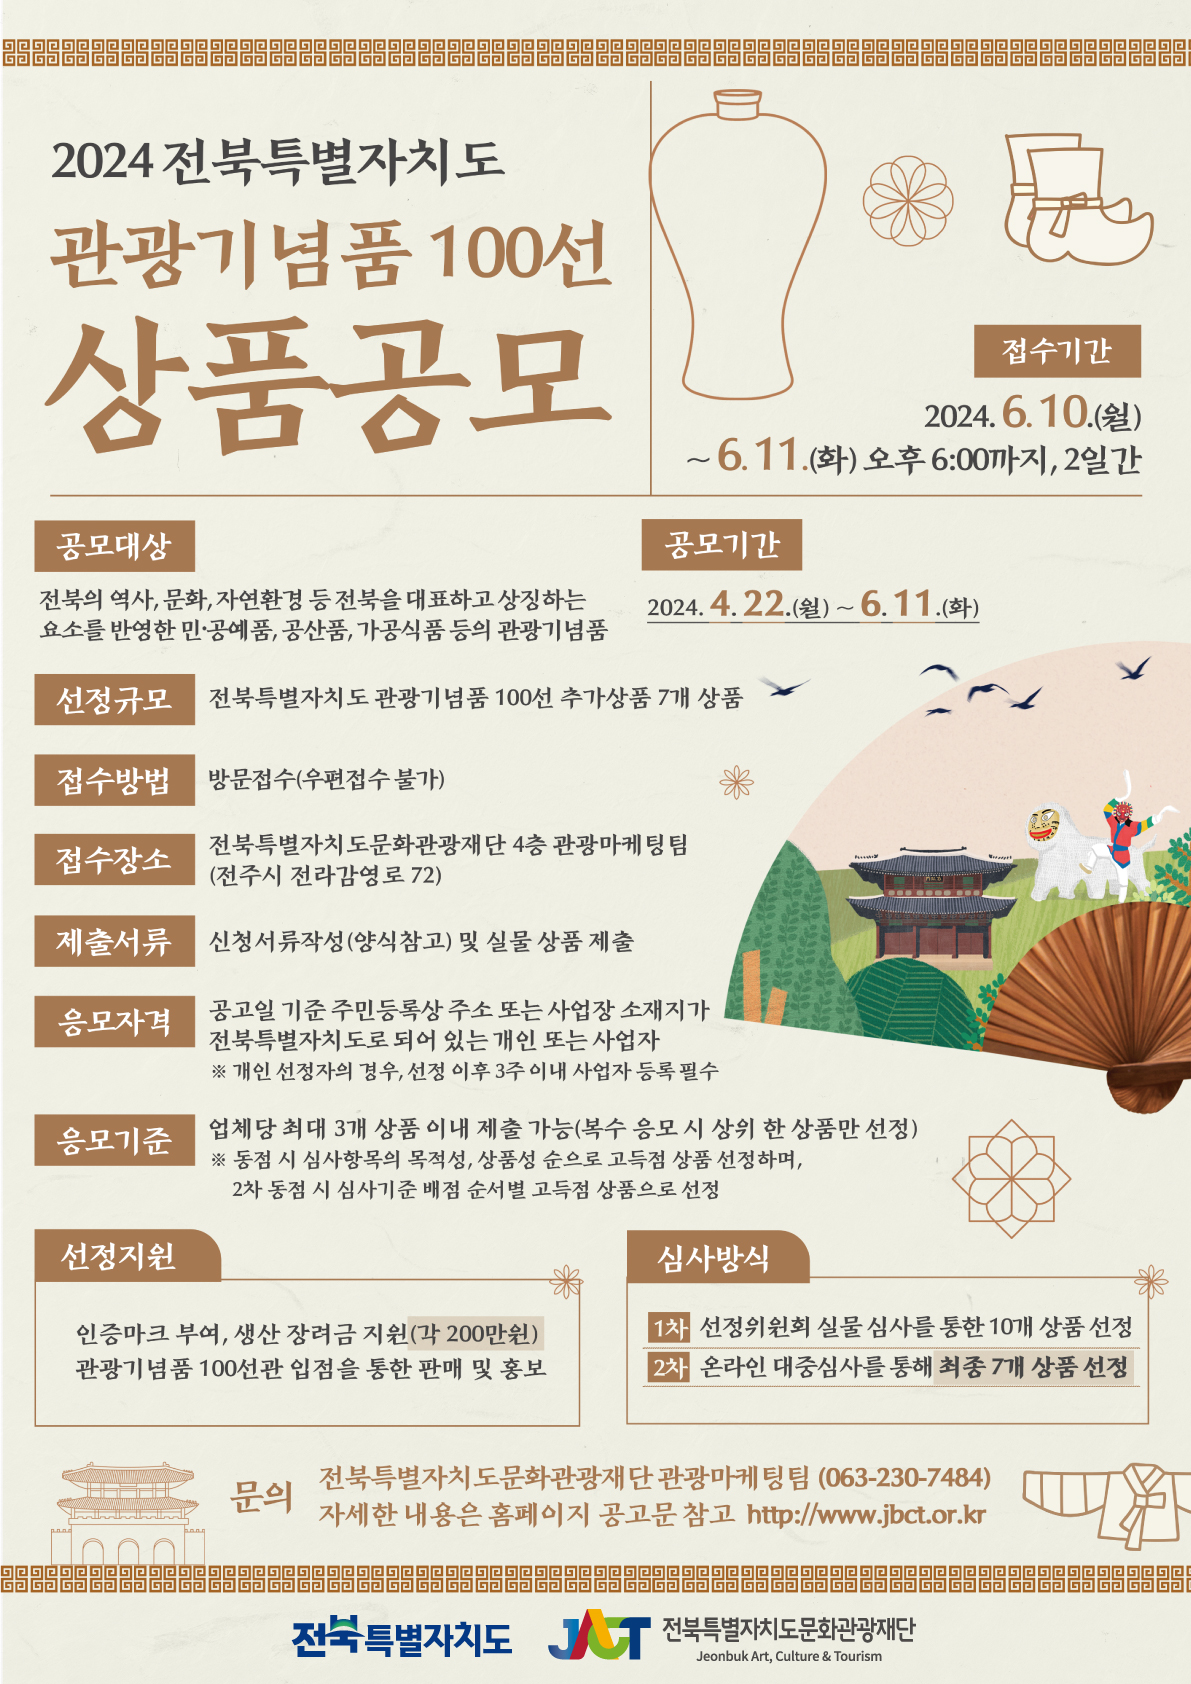 2024 전북특별자치도
관광기념품 100선
상품공모
접수기간
2024. 6. 10.(월)
~ 6. 11.(화) 오후 6:00까지, 2일간
공모대상
전북의 역사, 문화, 자연환경 등 전북을 대표하고 상징하는
요소를 반영한 민·공예품, 공산품, 가공식품 등의 관광기념품
공모기간
2024. 4. 22.(월) ~ 6. 11.(화)
선정규모
전북특별자치도 관광기념품 100선 추가상품 7개 상품
접수방법
방문접수(우편접수 불가)
접수장소
전북특별자치도문화관광재단 4층 관광마케팅팀
(전주시 전라감영로 72)
제출서류
신청서류작성(양식참고) 및 실물 상품 제출
응모자격
공고일 기준 주민등록상 주소 또는 사업장 소재지가
전북특별자치도로 되어 있는 개인 또는 사업자
※ 개인 선정자의 경우, 선정 이후 3주 이내 사업자 등록 필수
응모기준
업체당 최대 3개 상품 이내 제출 가능(복수 응모 시 상위 한 상품만 선정)
※ 동점 시 심사항목의 목적성, 상품성 순으로 고득점 상품 선정하며,
2차 동점 시 심사기준 배점 순서별 고득점 상품으로 선정
선정지원
인증마크 부여, 생산 장려금 지원(각 200만원)
관광기념품 100선관 입점을 통한 판매 및 홍보
심사방식
1차 선정위원회 실물 심사를 통한 10개 상품 선정
2차 온라인 대중심사를 통해 최종 7개 상품 선정
문의
전북특별자치도문화관광재단 관광마케팅팀 (063-230-7484)
자세한 내용은 홈페이지 공고문 참고 http://www.jbct.or.kr
전북특별자치도
JACT 전북특별자치도문화관광재단
Jeonbuk Art, Culture & Tourism